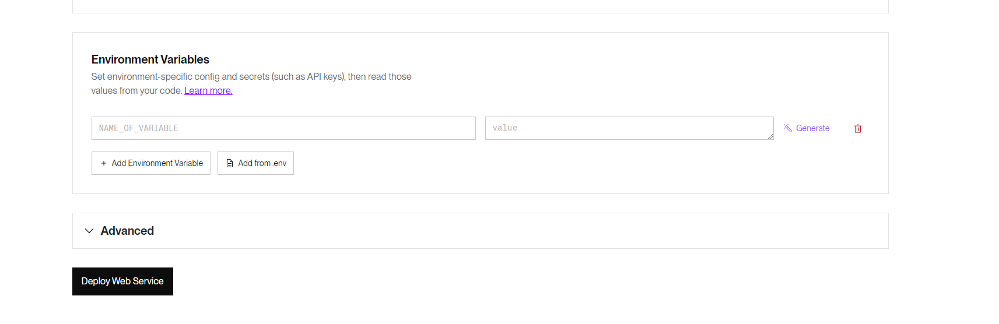 Environment Variables
Set environment-specific config and secrets (such as API keys), then read those
values from your code. Learn more.
NAME_OF_VARIABLE
value
Generate
+ Add Environment Variable
Add from .env
Advanced
Deploy Web Service